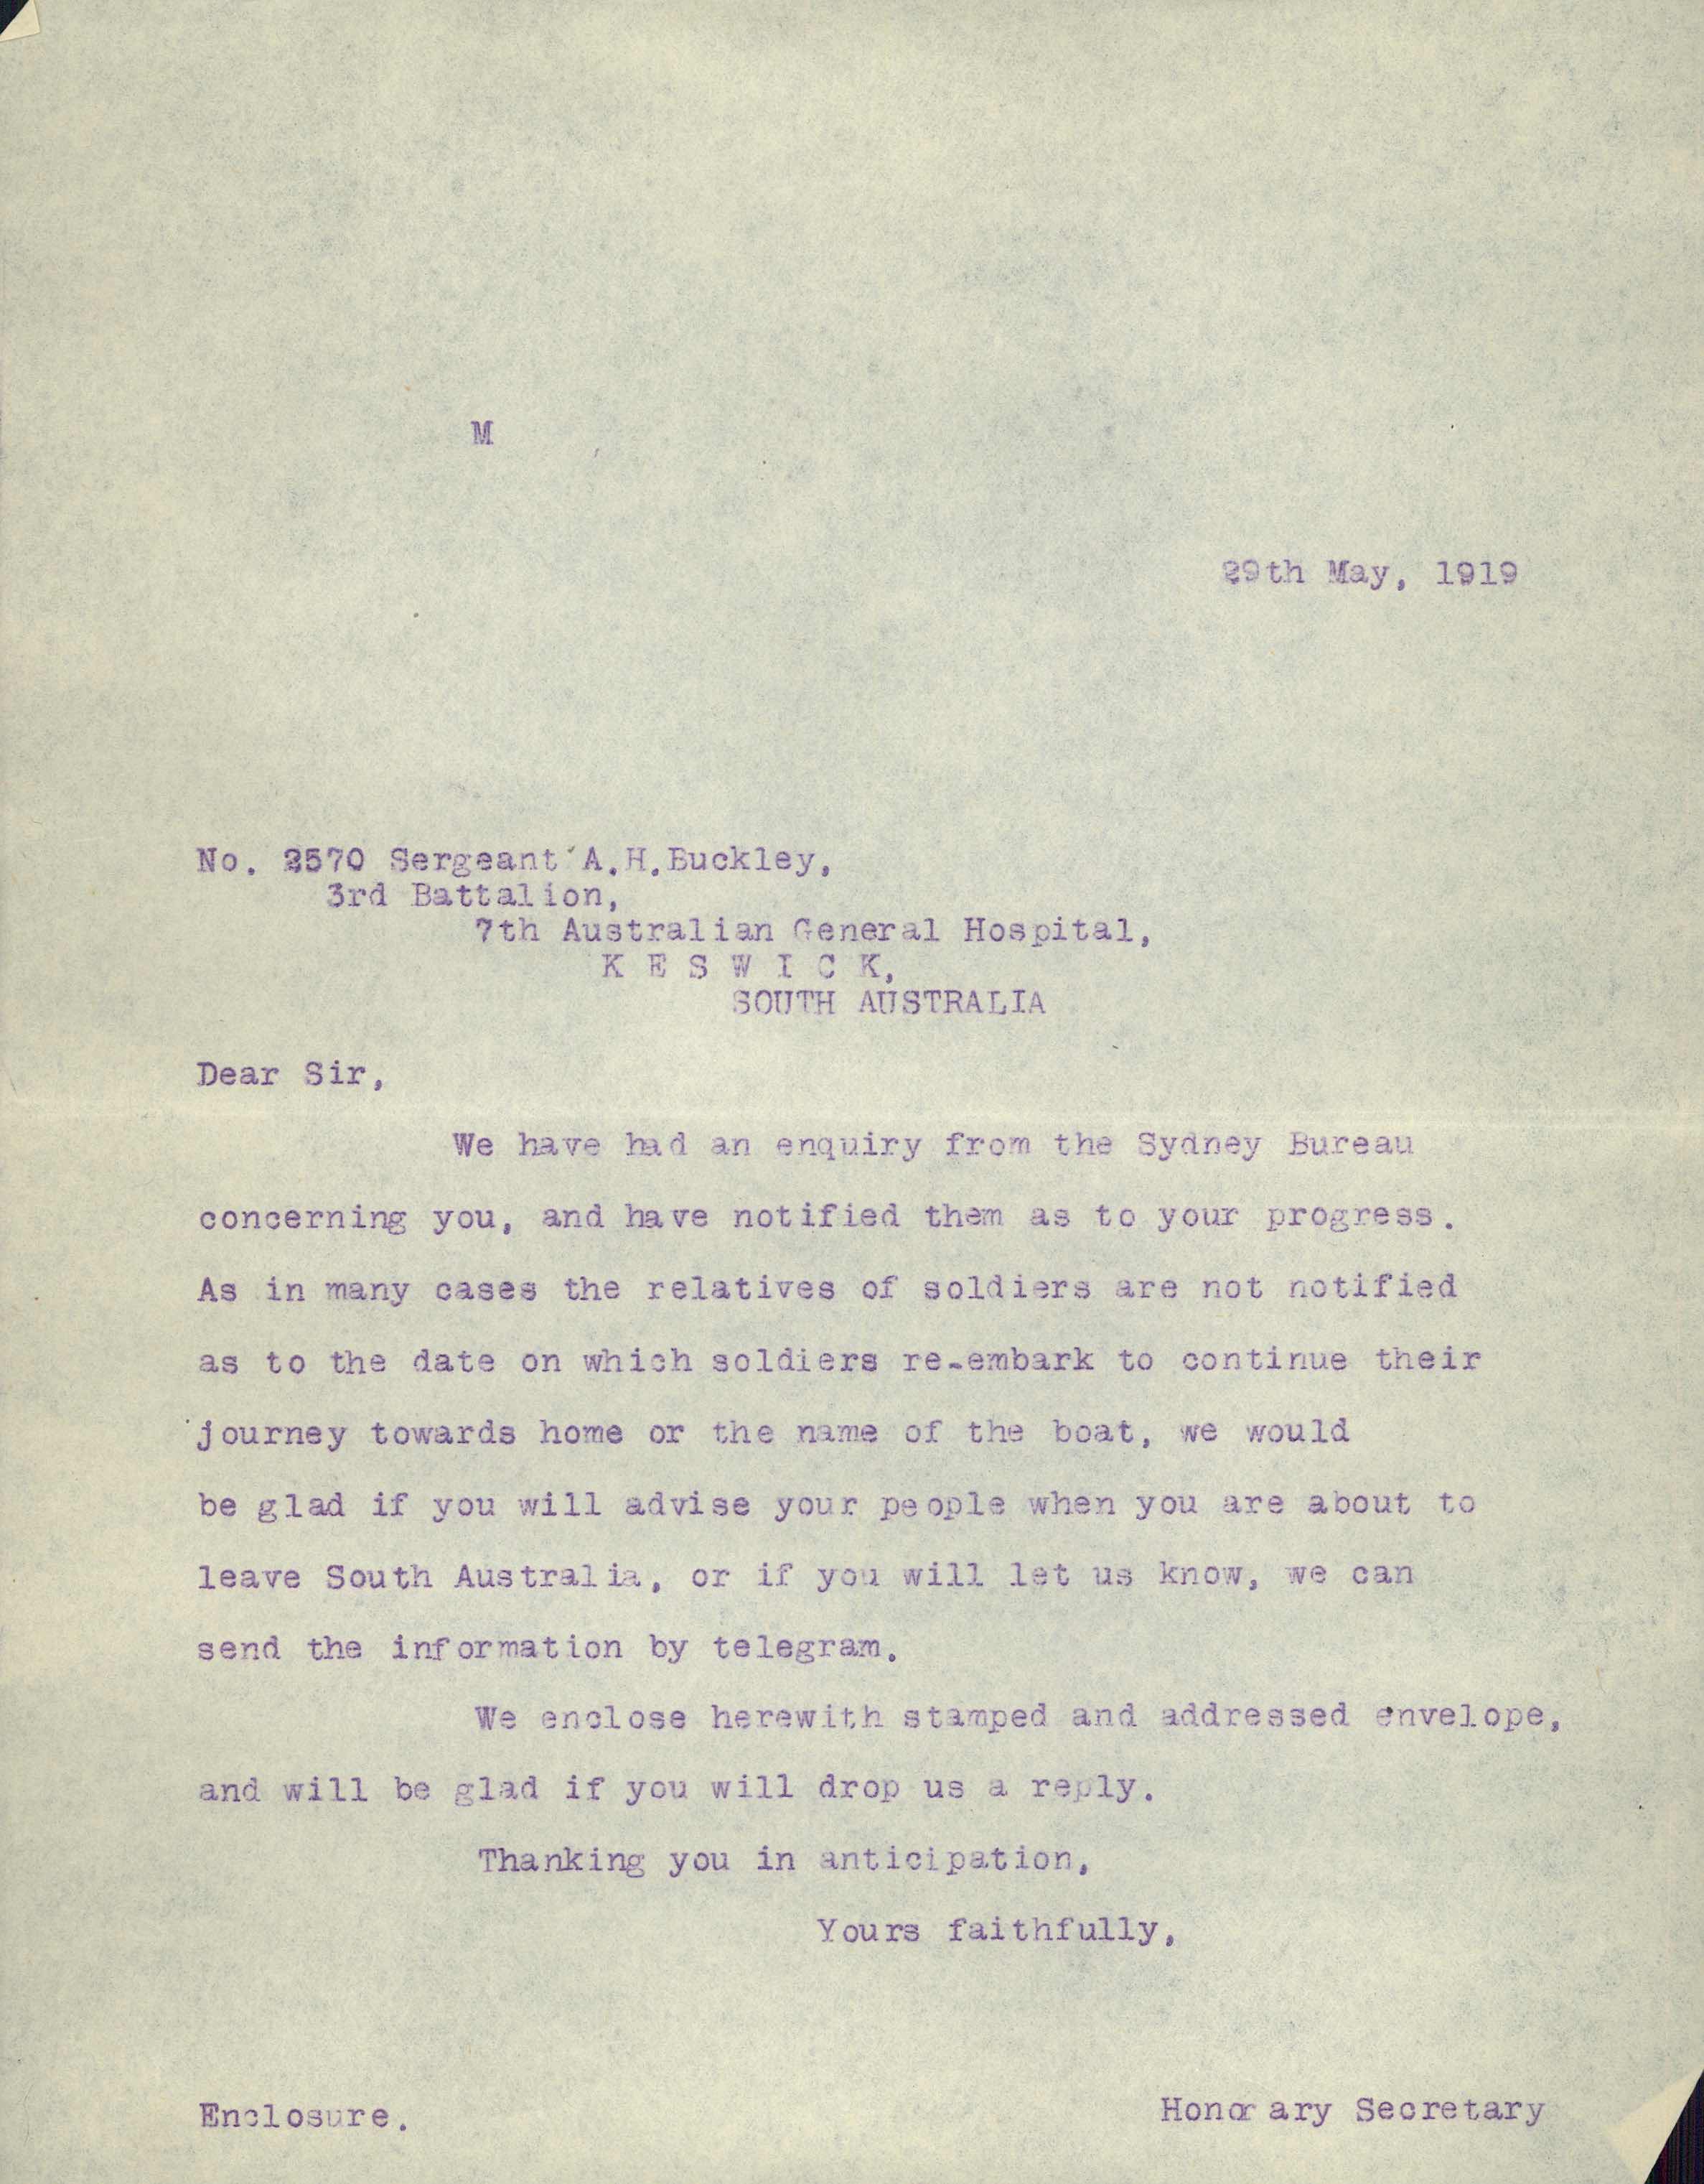 M
29th May, 1919
No. 2570 Sergeant A.H.Buckley,
3rd Battalion,
7th Australian General Hospital,
K E S W I C K,
SOUTH AUSTRALIA
Dear Sir,
We have had an enquiry from the Sydney Bureau
concerning you, and have notified them as to your progress.
As in many cases the relatives of soldiers are not notified
as to the date on which soldiers re-embark to continue their
journey towards home or the name of the boat, we would
be glad if you will advise your people when you are about to
leave South Australia, or if you will let us know, we can
send the information by telegram.
We enclose herewith stamped and addressed envelope,
and will be glad if you will drop us a reply.
Thanking you in anticipation,
Yours faithfully,
Honorary Secretary
Enclosure.